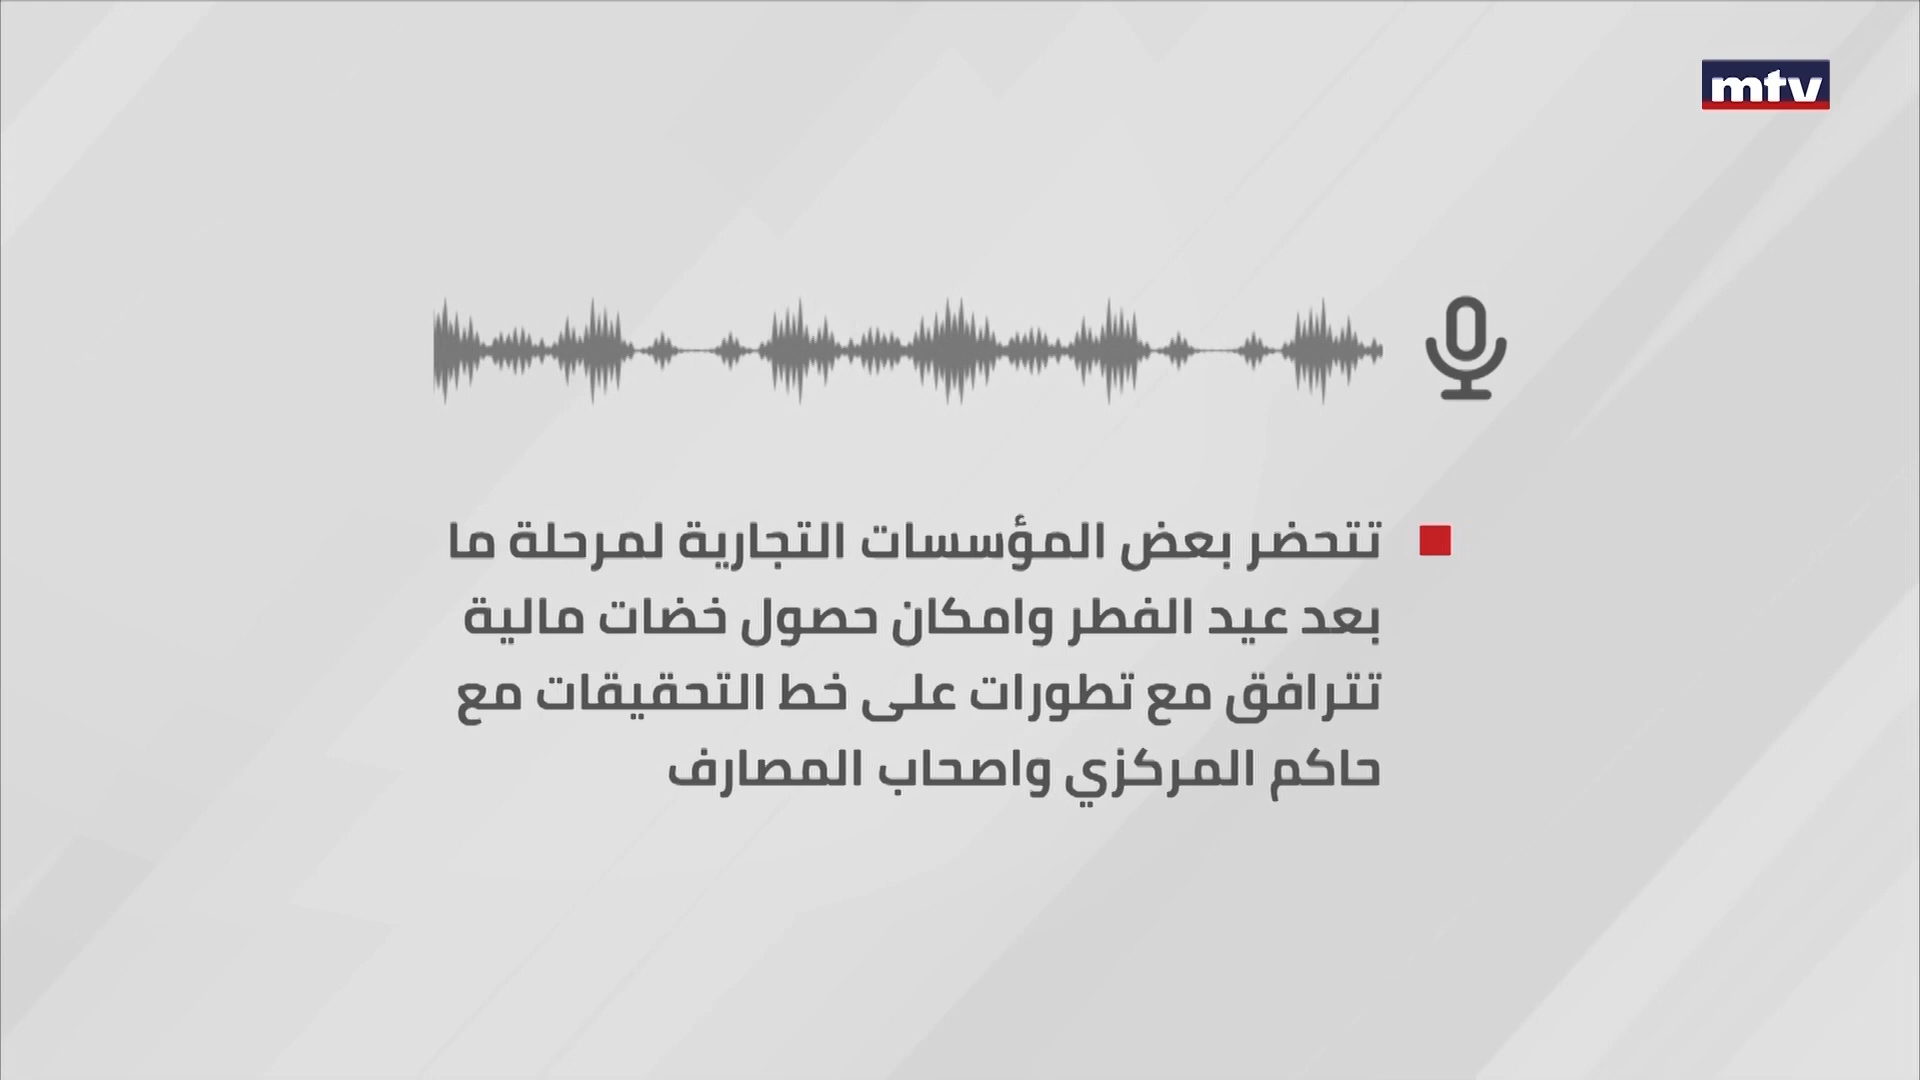 mtv
تتحضر بعض المؤسسات التجارية لمرحلة ما
بعد عيد الفطر وامكان حصول خضات مالية
تترافق مع تطورات على خط التحقيقات مع
حاكم المركزي واصحاب المصارف